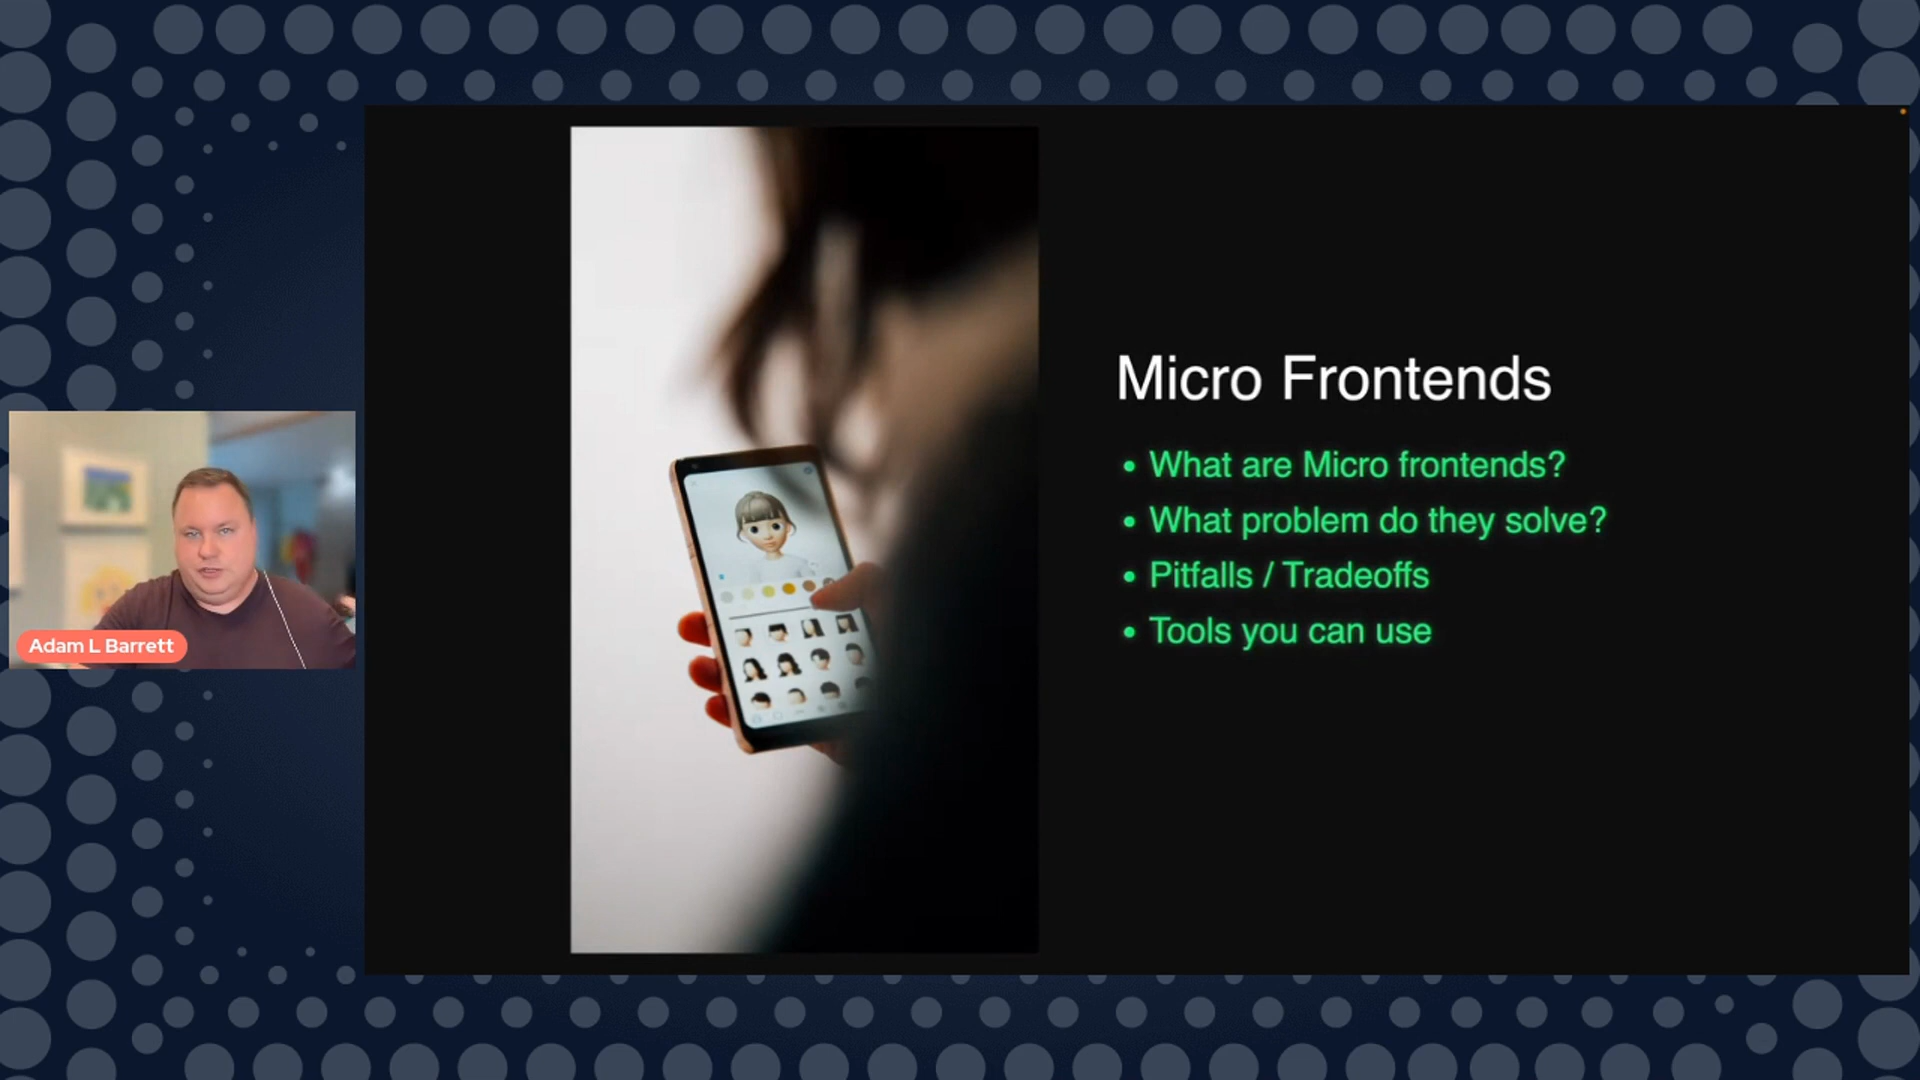 Micro Frontends
• What are Micro frontends?
• What problem do they solve?
• Pitfalls / Tradeoffs
• Tools you can use
Adam L Barrett